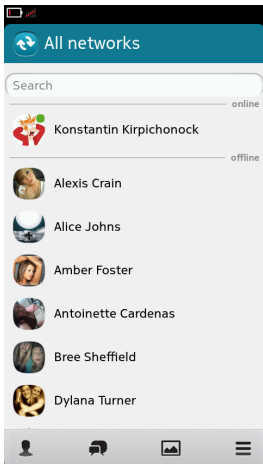 All networks
Search
online
Konstantin Kirpichonock
offline
Alexis Crain
Alice Johns
Amber Foster
Antoinette Cardenas
Bree Sheffield
Dylana Turner